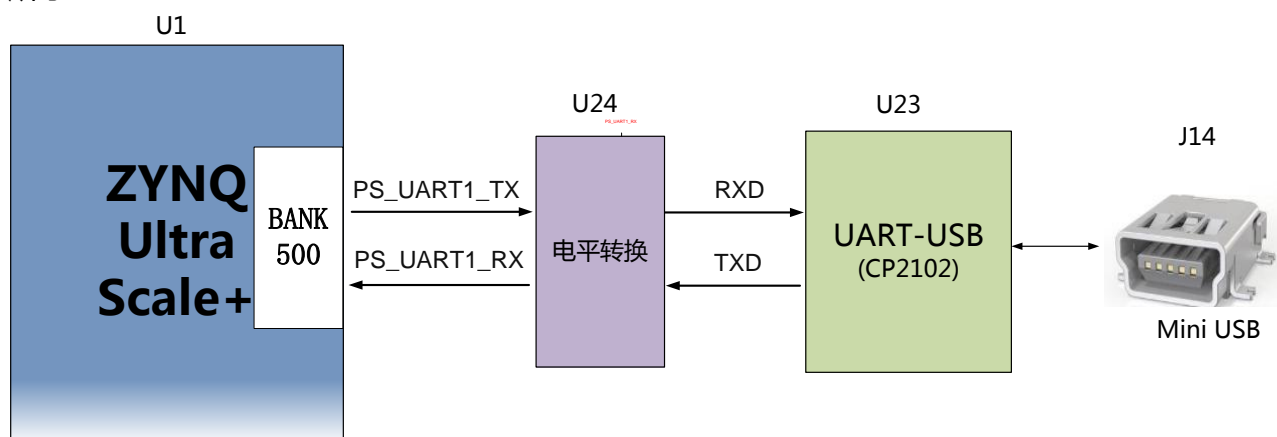 U1
ZYNQ
Ultra
Scale+
BANK
500
PS_UART1_TX
PS_UART1_RX
U24
PS_UART1_RX
电平转换
RXD
TXD
U23
UART-USB
(CP2102)
J14
Mini USB